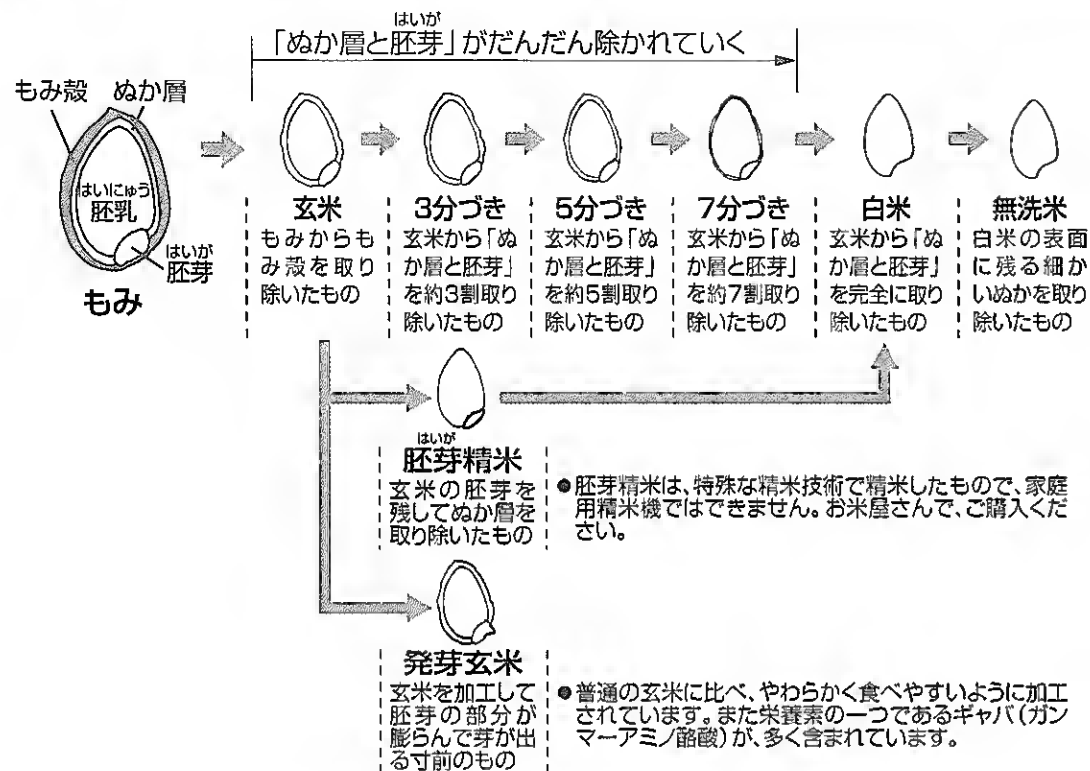 はいが
「ぬか層と胚芽」がだんだん除かれていく
もみ殻 ぬか層
はいにゅう
胚乳
はいが
胚芽
もみ
玄米
もみからも
み殻を取り
除いたもの
3分づき
玄米から「ぬ
か層と胚芽」
を約3割取り
除いたもの
5分づき
玄米から「ぬ
か層と胚芽」
を約5割取り
除いたもの
7分づき
玄米から「ぬ
か層と胚芽」
を約7割取り
除いたもの
白米
玄米から「ぬ
か層と胚芽」
を完全に取り
除いたもの
無洗米
白米の表面
に残る細か
いぬかを取り
除いたもの
はいが
胚芽精米
玄米の胚芽を
残してぬか層を
取り除いたもの
●胚芽精米は、特殊な精米技術で精米したもので、家庭
用精米機ではできません。お米屋さんで、ご購入くだ
さい。
発芽玄米
玄米を加工して
胚芽の部分が
膨らんで芽が出
る寸前のもの
●普通の玄米に比べ、やわらかく食べやすいように加工
されています。また栄養素の一つであるギャバ(ガン
マーアミノ酪酸)が、多く含まれています。